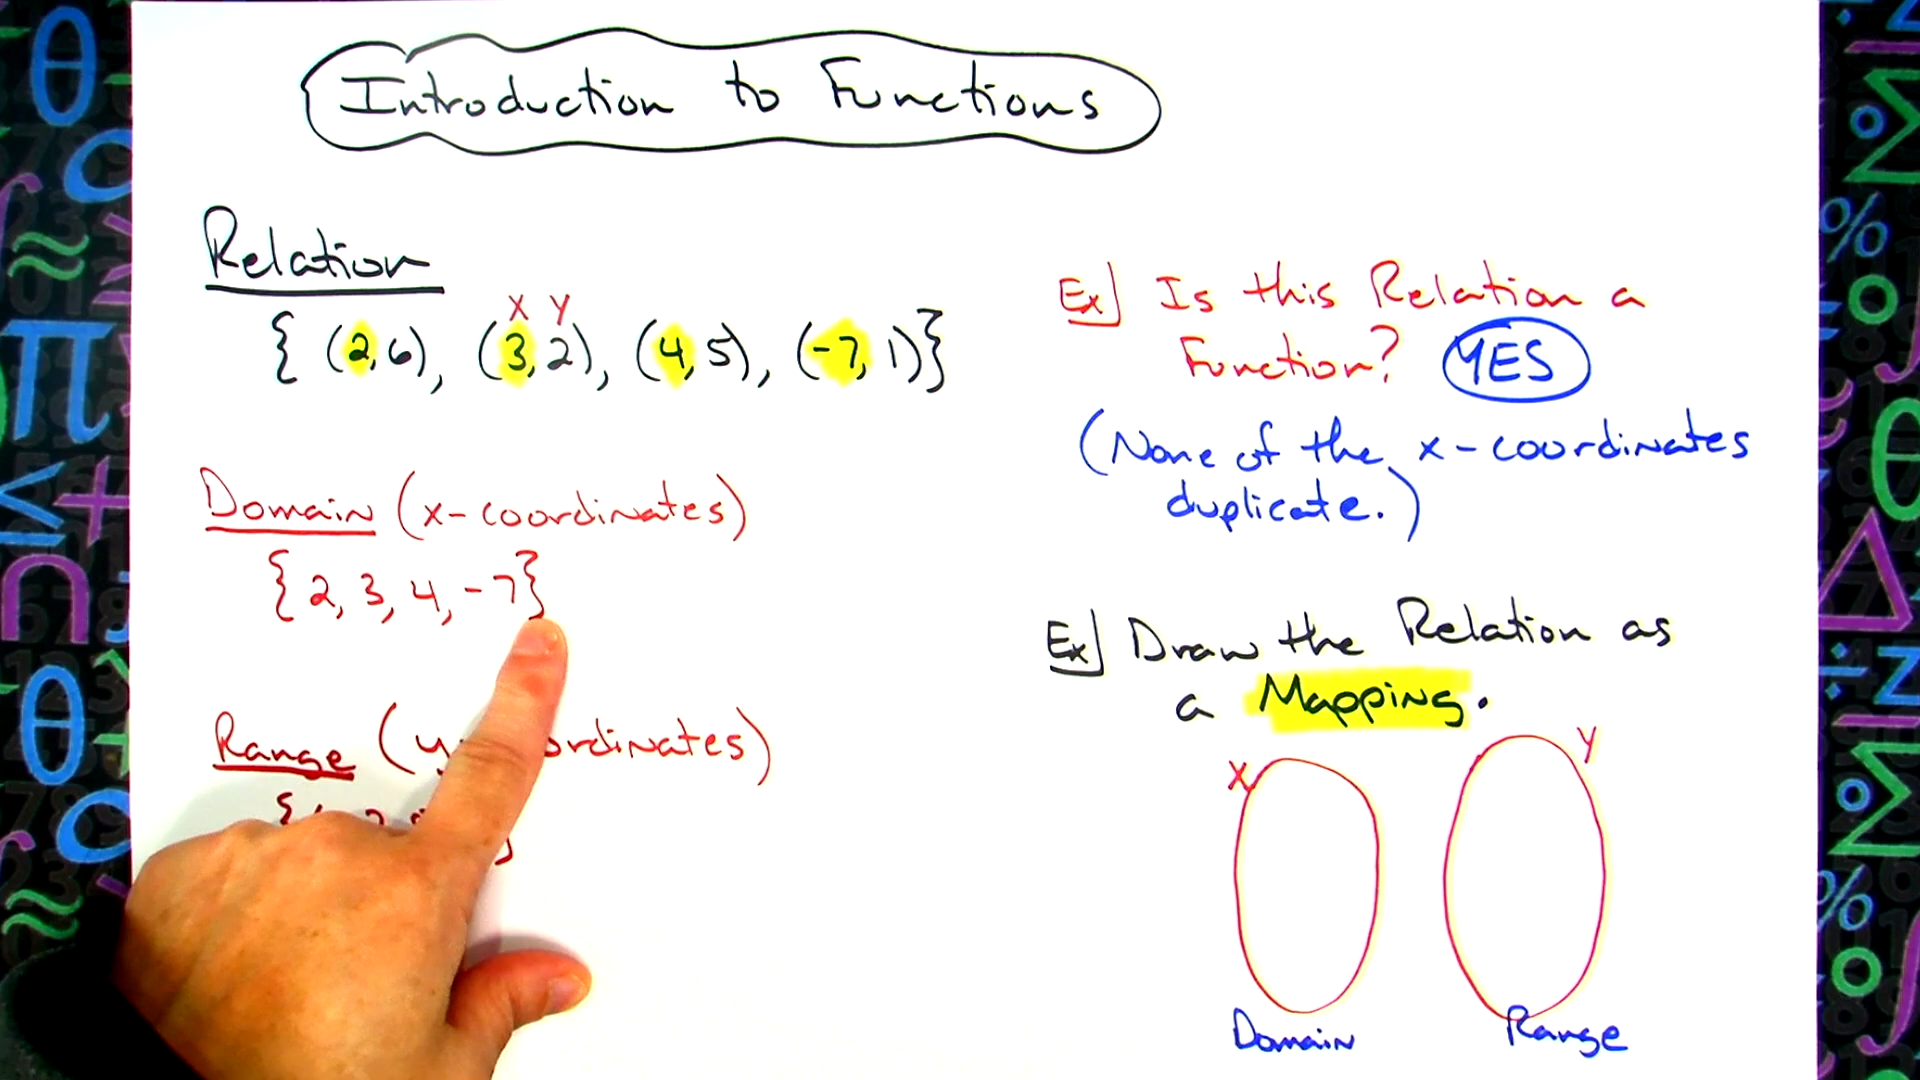 Introduction to Functions
Relation
X Y
{ (2,6), (3,2), (4,5), (-7,1)}
Domain (x-coordinates)
{ 2, 3, 4, -7}
Range
Ex] Is this Relation a
Function? YES
(None of the x-coordinates
duplicate.)
Ex] Draw the Relation as
a Mapping.
X Y
Domain Range